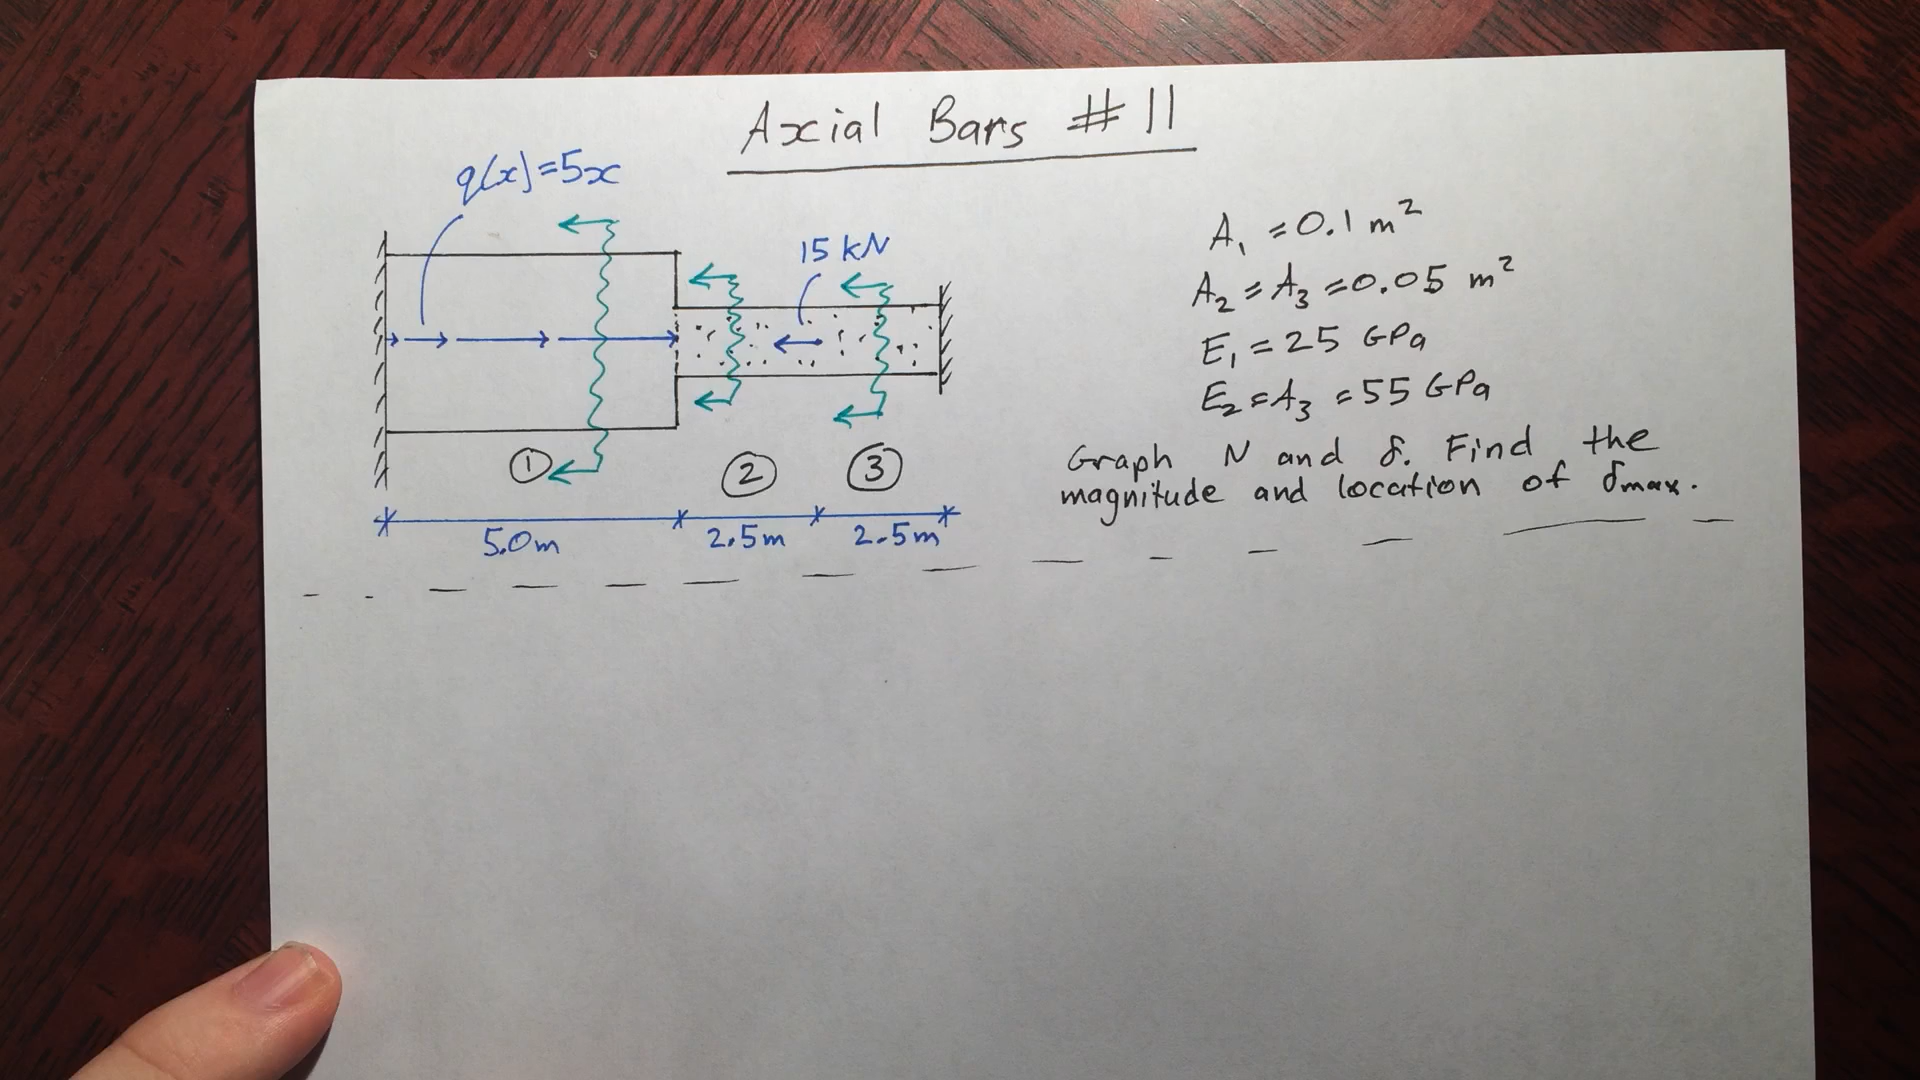 Axial Bars #11
q(x)=5x
15 kN
① ② ③
5.0m 2.5m 2.5m
A₁ = 0.1 m²
A₂ = A₃ = 0.05 m²
E₁ = 25 GPa
E₂ = A₃ = 55 GPa
Graph N and δ. Find the
magnitude and location of δmax.